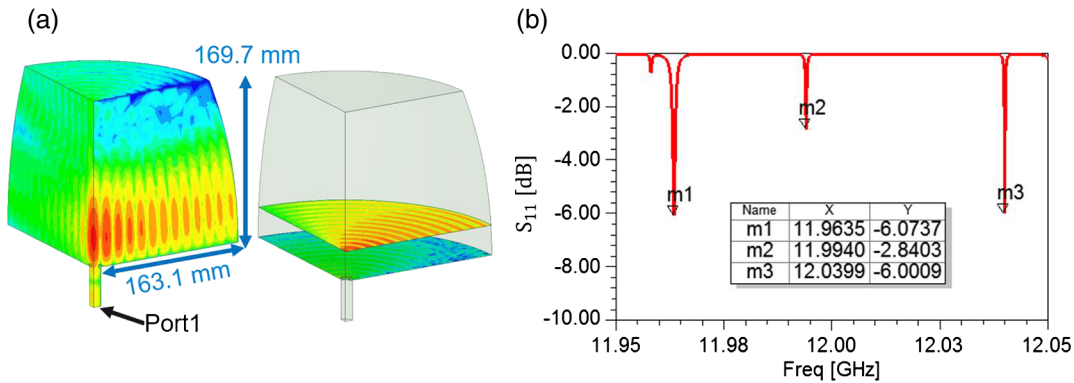 (a)
169.7 mm
163.1 mm
Port1
(b)
S11 [dB]
0.00
-2.00
-4.00
-6.00
-8.00
-10.00
m1
m2
m3
Name X Y
m1 11.9635 -6.0737
m2 11.9940 -2.8403
m3 12.0399 -6.0009
11.95 11.98 12.00 12.03 12.05
Freq [GHz]